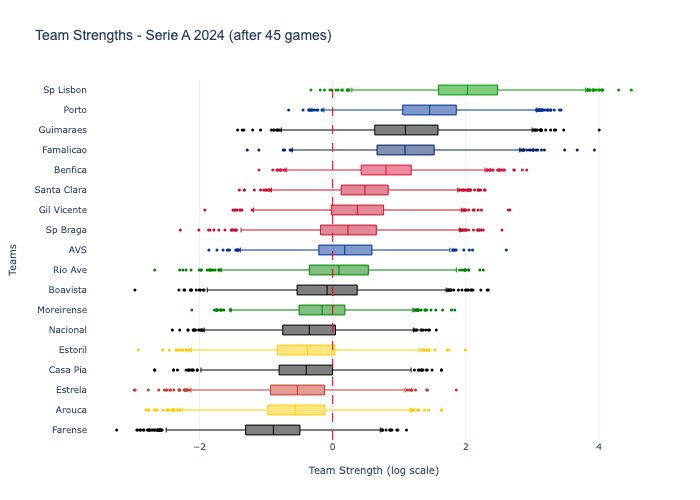 Team Strengths - Serie A 2024 (after 45 games)
Sp Lisbon
Porto
Guimaraes
Famalicao
Benfica
Santa Clara
Gil Vicente
Sp Braga
AVS
Rio Ave
Boavista
Moreirense
Nacional
Estoril
Casa Pia
Estrela
Arouca
Farense
Teams
−2 0 2 4
Team Strength (log scale)